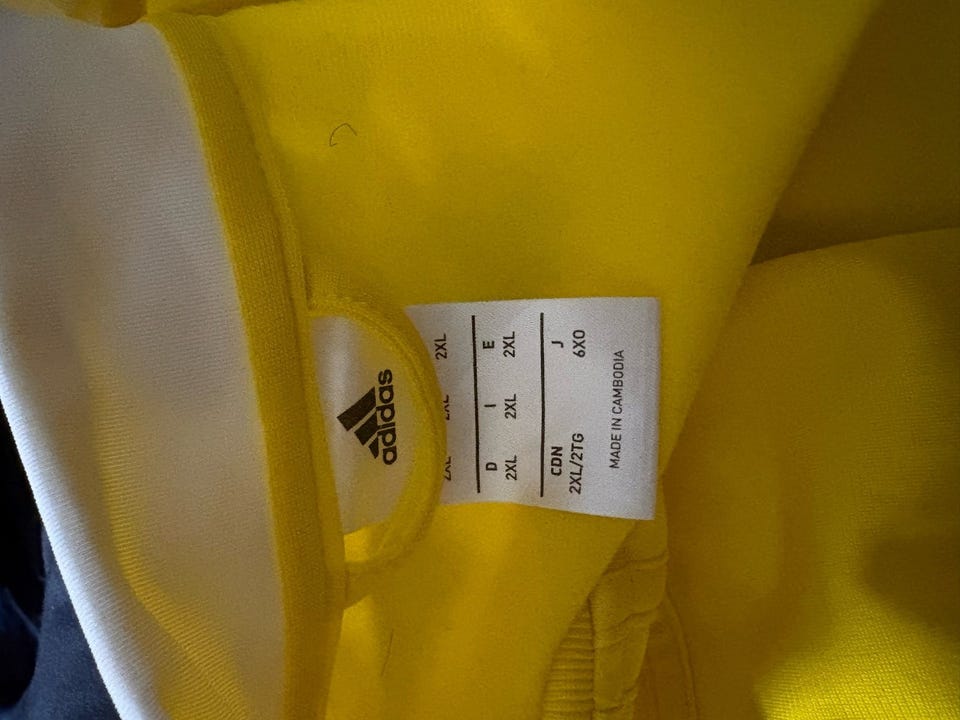 adidas
2XL
D I E
2XL 2XL 2XL
CDN J
2XL/2TG 6XO
MADE IN CAMBODIA